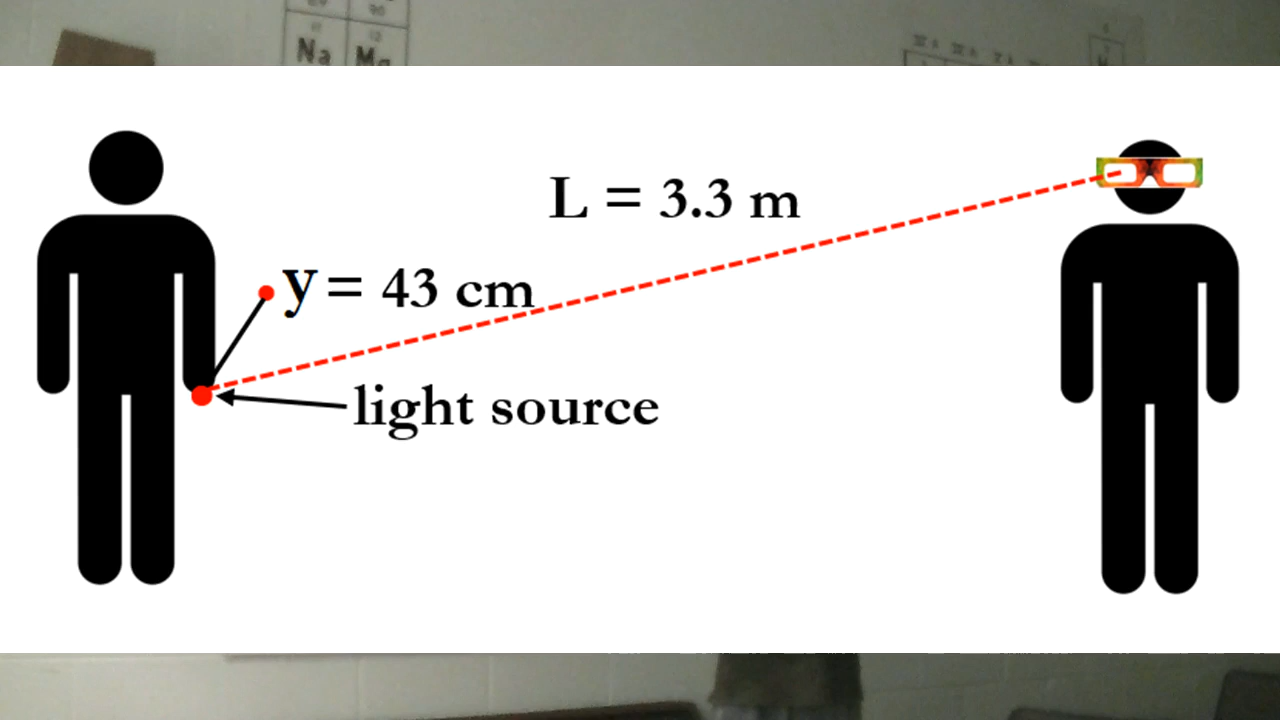 Na Mg
L = 3.3 m
y = 43 cm
light source